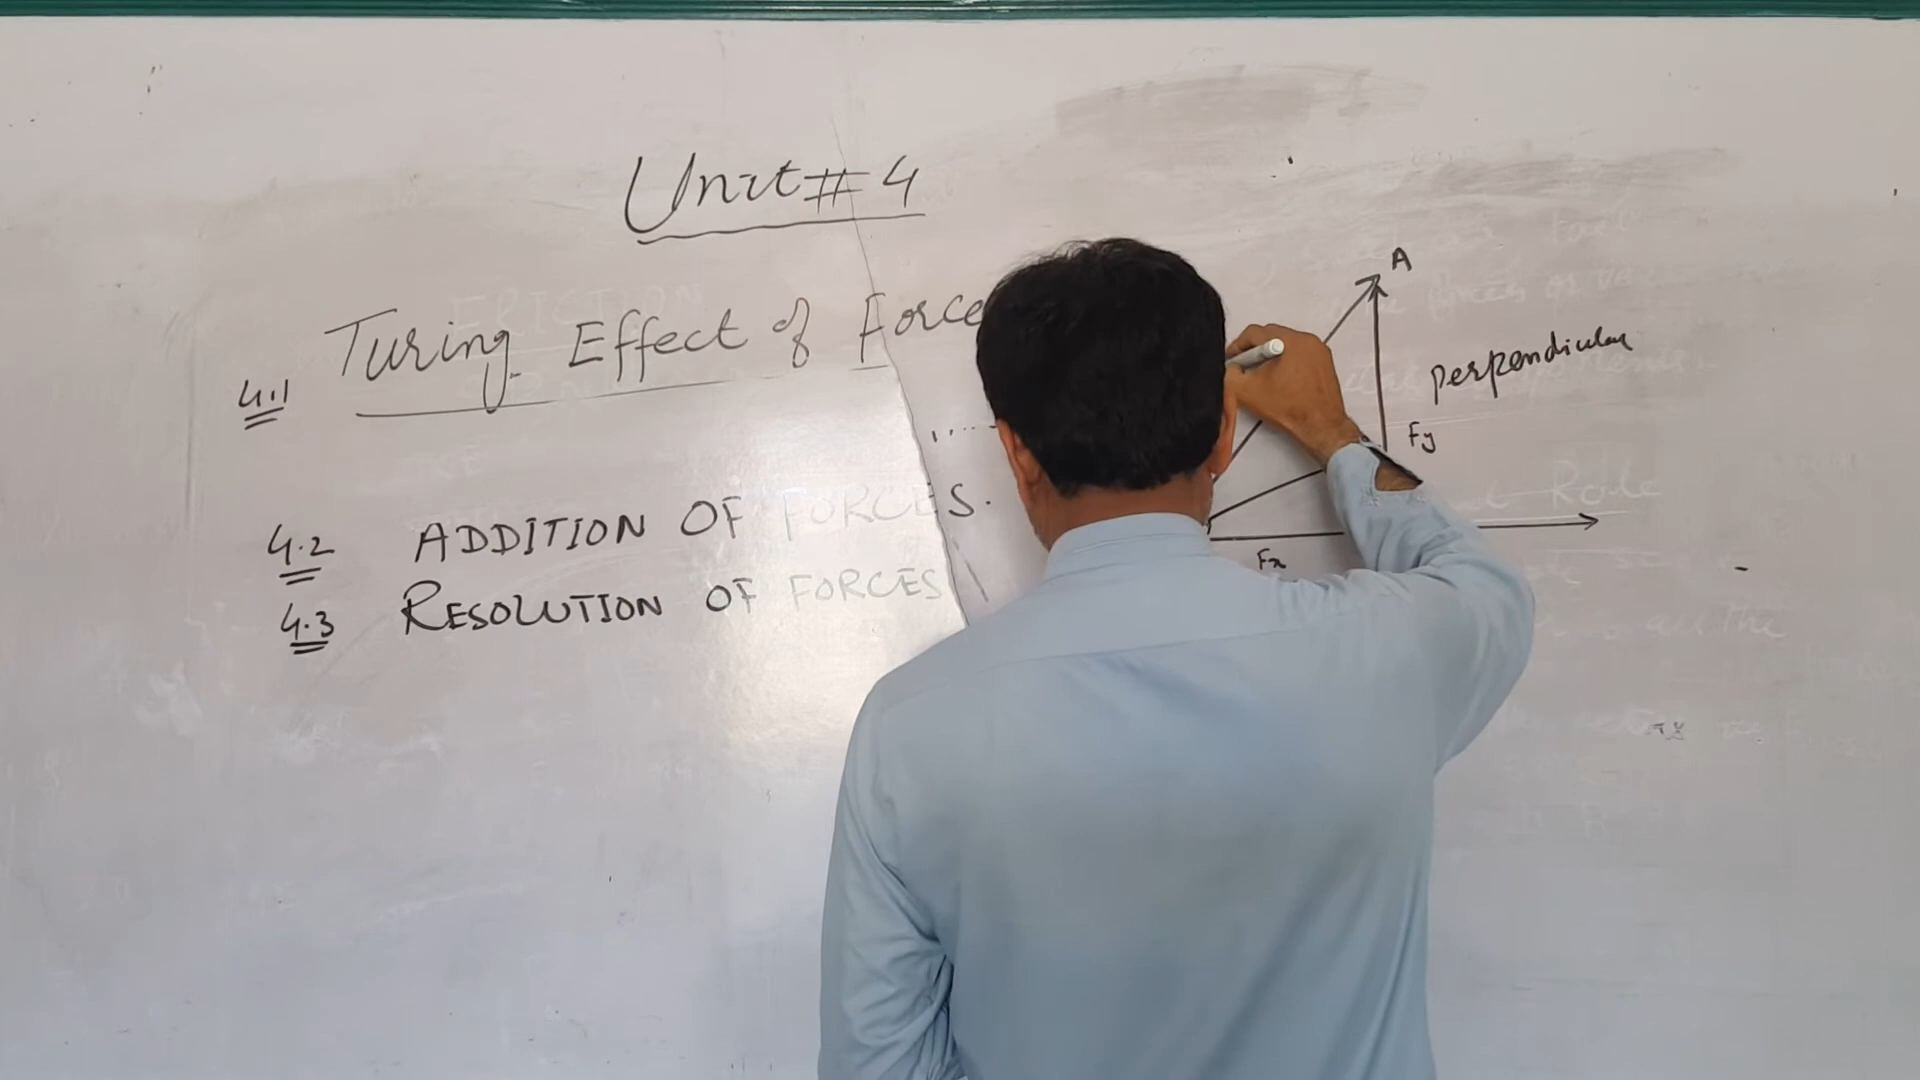 Unit # 4
4.1 Turing Effect of Force
4.2 ADDITION OF FORCES.
4.3 RESOLUTION OF FORCES
A
perpendicular
Fy
Fx